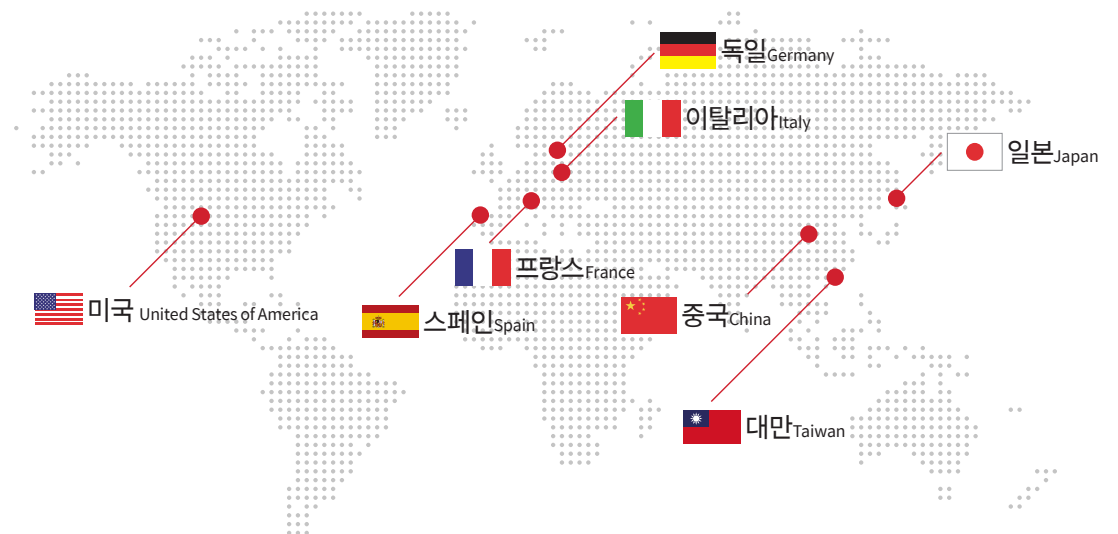 독일Germany
이탈리아Italy
일본Japan
프랑스France
미국 United States of America
스페인Spain
중국China
대만Taiwan